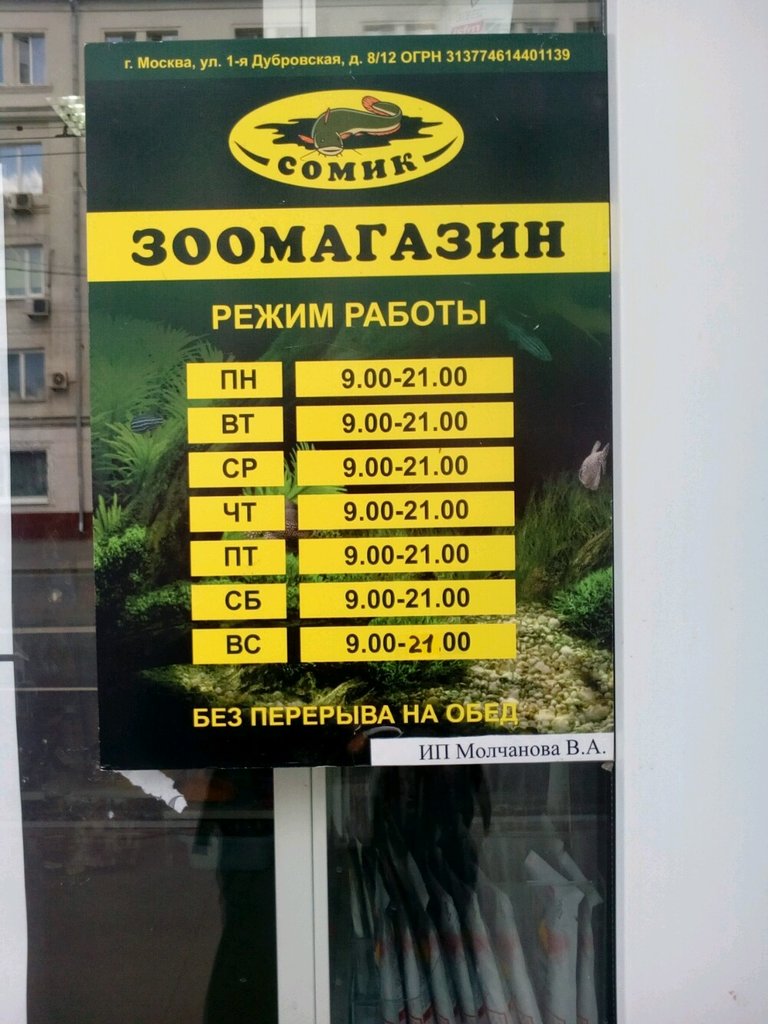 г. Москва, ул. 1-я Дубровская, д. 8/12 ОГРН 313774614401139
СОМИК
ЗООМАГАЗИН
РЕЖИМ РАБОТЫ
ПН 9.00-21.00
ВТ 9.00-21.00
СР 9.00-21.00
ЧТ 9.00-21.00
ПТ 9.00-21.00
СБ 9.00-21.00
ВС 9.00-21.00
БЕЗ ПЕРЕРЫВА НА ОБЕД
ИП Молчанова В.А.